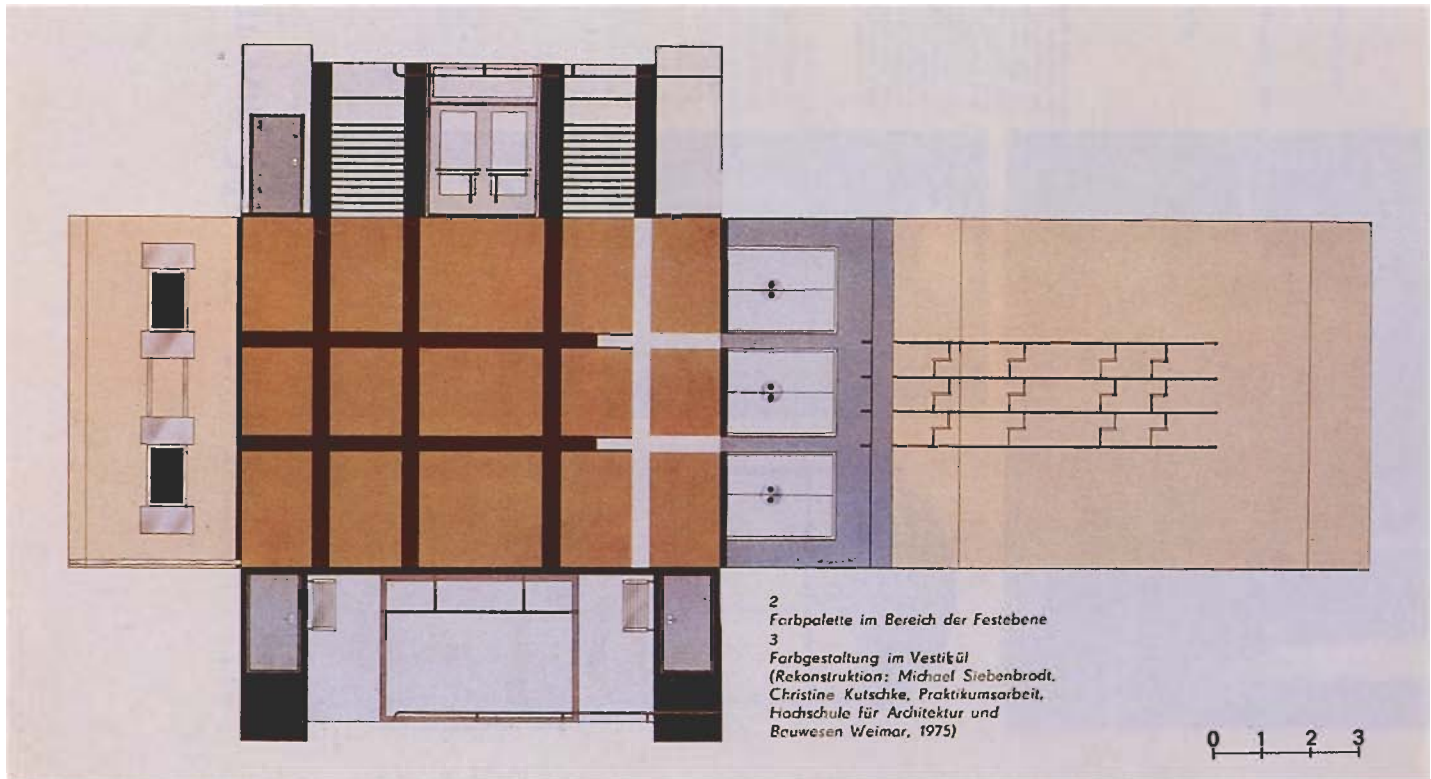 2
Farbpalette im Bereich der Festebene
3
Farbgestaltung im Vestibül
(Rekonstruktion: Michael Siebenbrodt,
Christine Kutschke, Praktikumsarbeit,
Hochschule für Architektur und
Bauwesen Weimar, 1975)
0 1 2 3